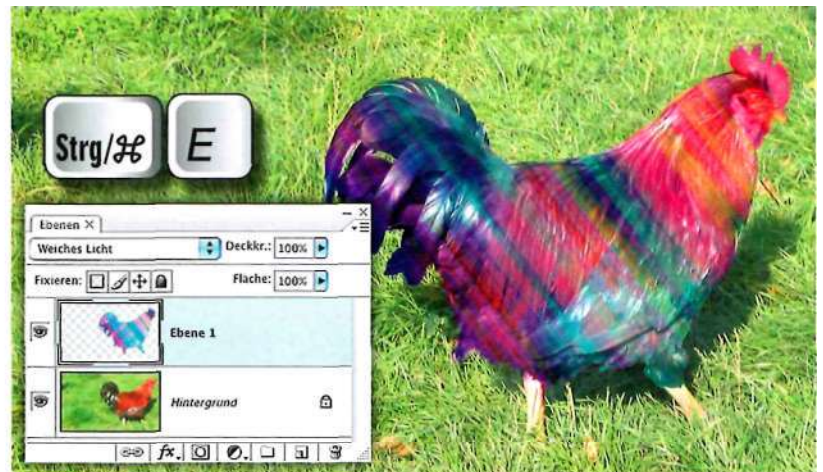 Strg/⌘ E
Ebenen
Weiches Licht Deckkr.: 100%
Fixieren: Fläche: 100%
Ebene 1
Hintergrund
fx.